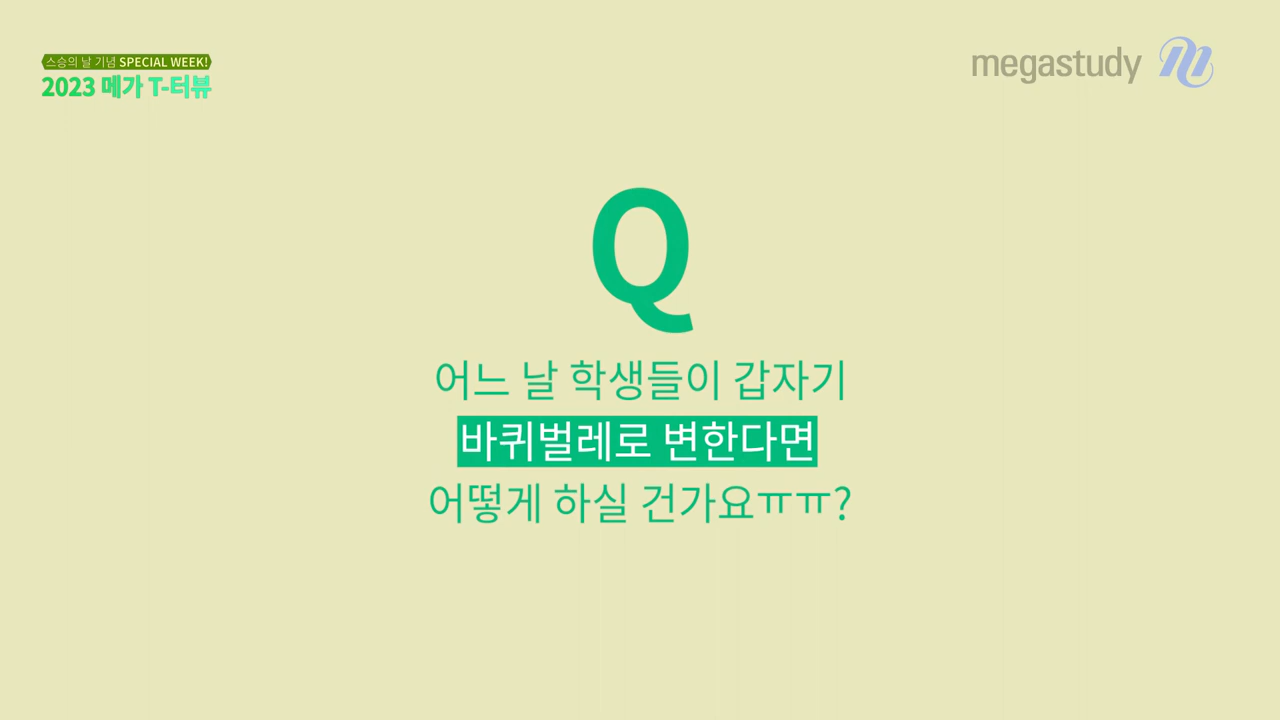 스승의 날 기념 SPECIAL WEEK!
2023 메가 T-터뷰
megastudy
Q
어느 날 학생들이 갑자기
바퀴벌레로 변한다면
어떻게 하실 건가요ㅠㅠ?